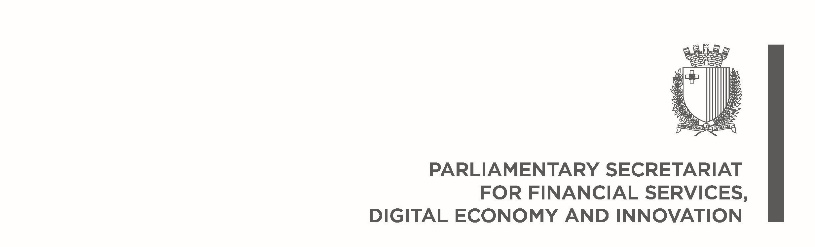 PARLIAMENTARY SECRETARIAT
FOR FINANCIAL SERVICES,
DIGITAL ECONOMY AND INNOVATION